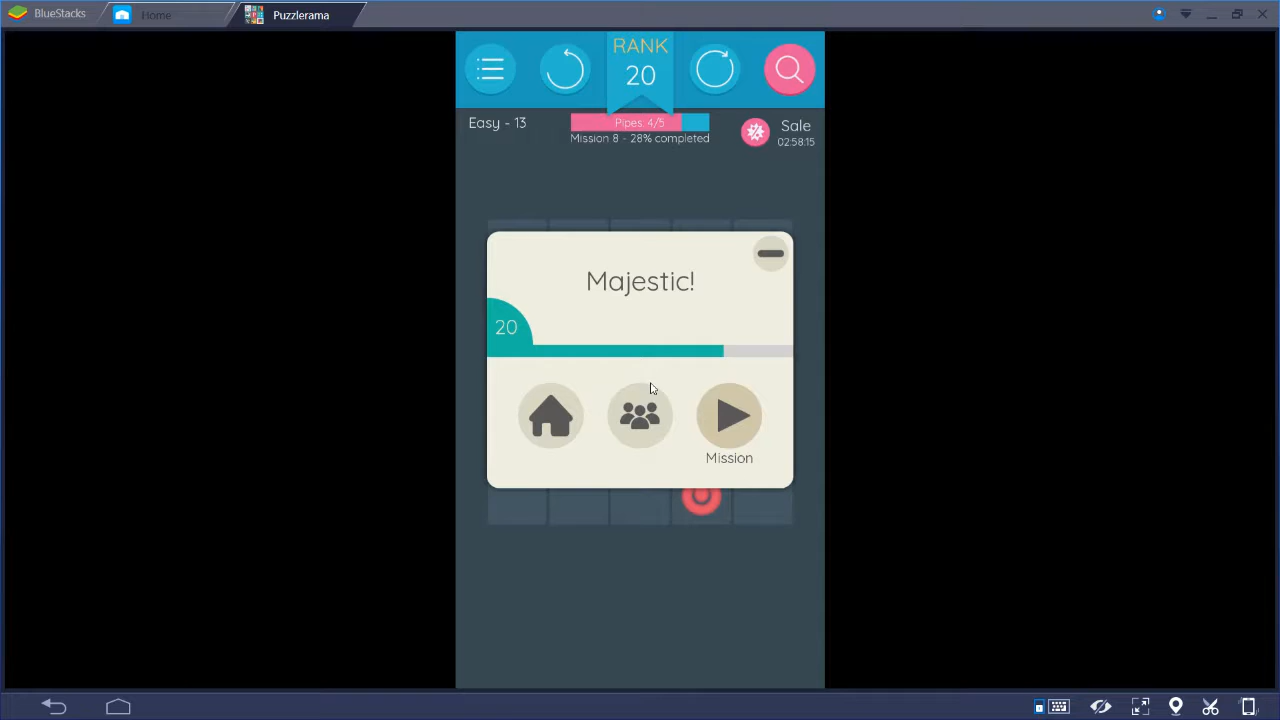 BlueStacks
Home
Puzzlerama
RANK
20
Easy - 13
Pipes: 4/5
Mission 8 - 28% completed
Sale
02:58:15
Majestic!
20
Mission